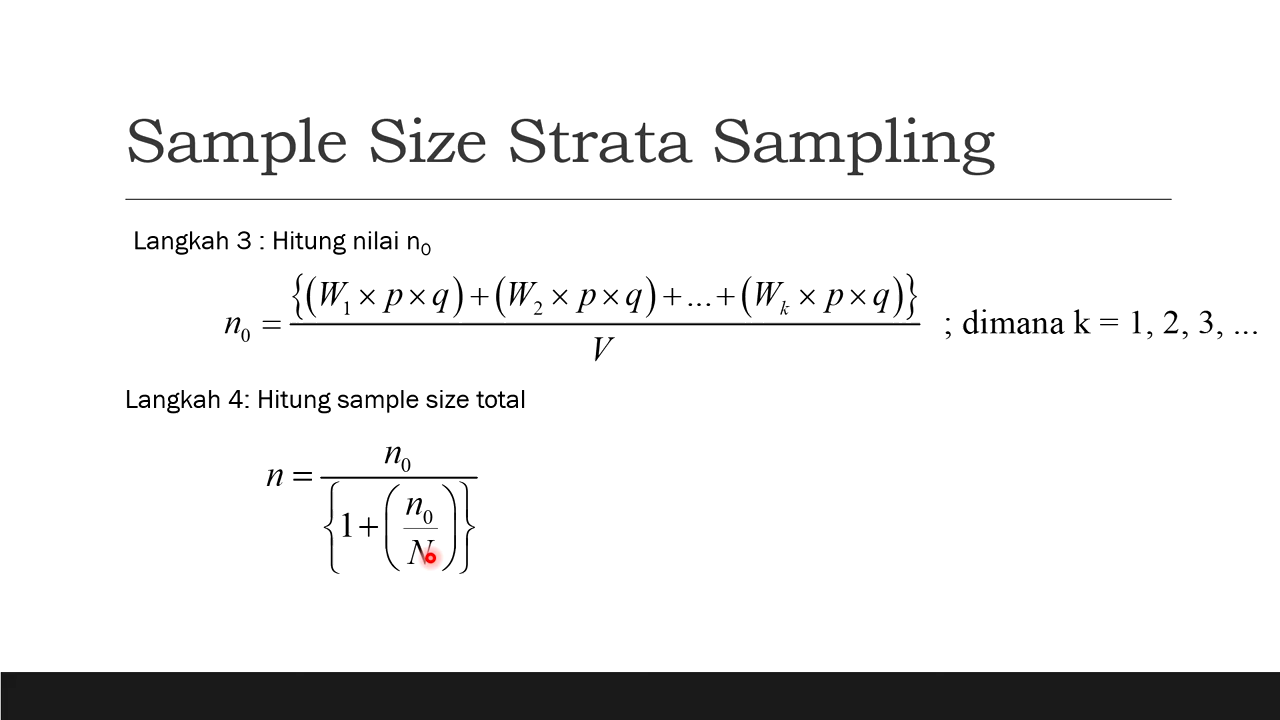 Sample Size Strata Sampling
Langkah 3 : Hitung nilai n₀
n₀ = {(W₁ × p × q) + (W₂ × p × q) + ... + (Wₖ × p × q)} / V ; dimana k = 1, 2, 3, ...
Langkah 4: Hitung sample size total
n = n₀ / {1 + (n₀ / N)}